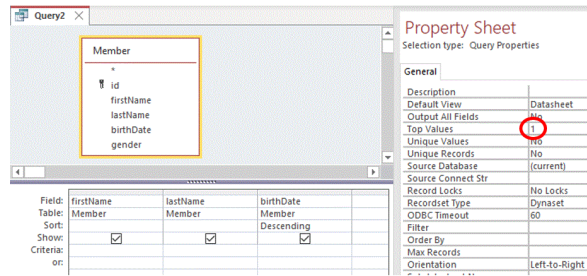 Query2
Member
*
id
firstName
lastName
birthDate
gender
Field: firstName lastName birthDate
Table: Member Member Member
Sort: Descending
Show:
Criteria:
or:
Property Sheet
Selection type: Query Properties
General
Description
Default View Datasheet
Output All Fields No
Top Values 1
Unique Values No
Unique Records No
Source Database (current)
Source Connect Str
Record Locks No Locks
Recordset Type Dynaset
ODBC Timeout 60
Filter
Order By
Max Records
Orientation Left-to-Right